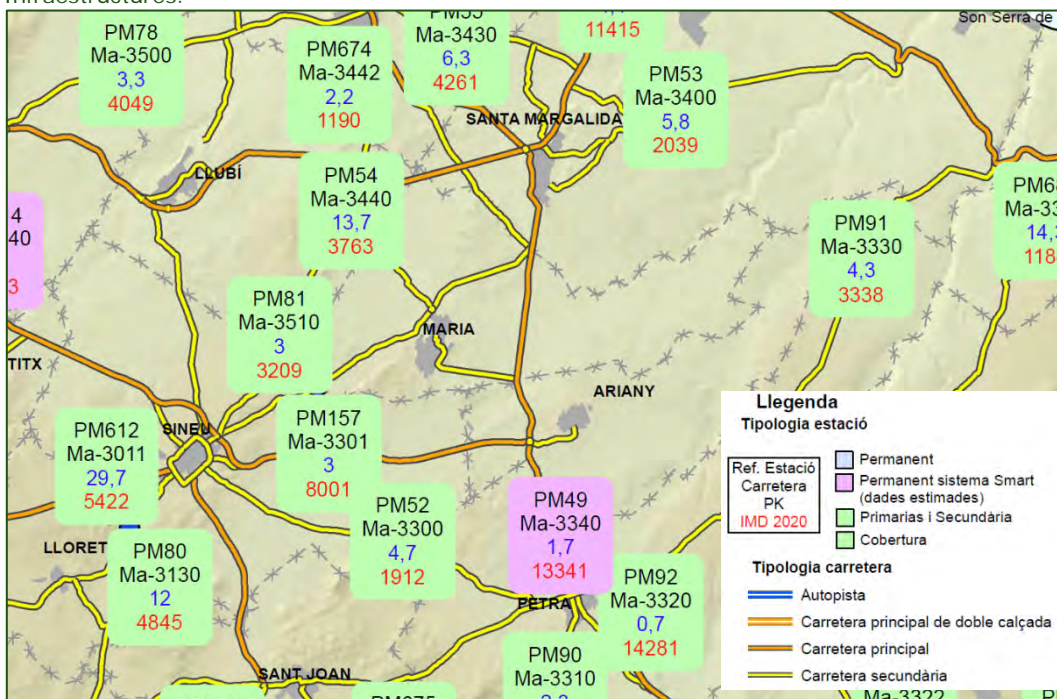 infraestructures.
PM78
Ma-3500
3,3
4049
PM674
Ma-3442
2,2
1190
Ma-3430
6,3
4261
11415
PM53
Ma-3400
5,8
2039
Son Serra de
SANTA MARGALIDA
LLUBÍ
PM54
Ma-3440
13,7
3763
4
40
3
PM91
Ma-3330
4,3
3338
14,3
PM81
Ma-3510
3
3209
MARIA
TITX
ARIANY
PM612
Ma-3011
29,7
5422
SINEU
PM157
Ma-3301
3
8001
PM52
Ma-3300
4,7
1912
PM49
Ma-3340
1,7
13341
LLORET
PM80
Ma-3130
12
4845
PETRA
PM92
Ma-3320
0,7
14281
SANT JOAN
PM90
Ma-3310
Ma-3322
Llegenda
Tipologia estació
Ref. Estació
Carretera
PK
IMD 2020
Permanent
Permanent sistema Smart
(dades estimades)
Primarias i Secundària
Cobertura
Tipologia carretera
Autopista
Carretera principal de doble calçada
Carretera principal
Carretera secundària